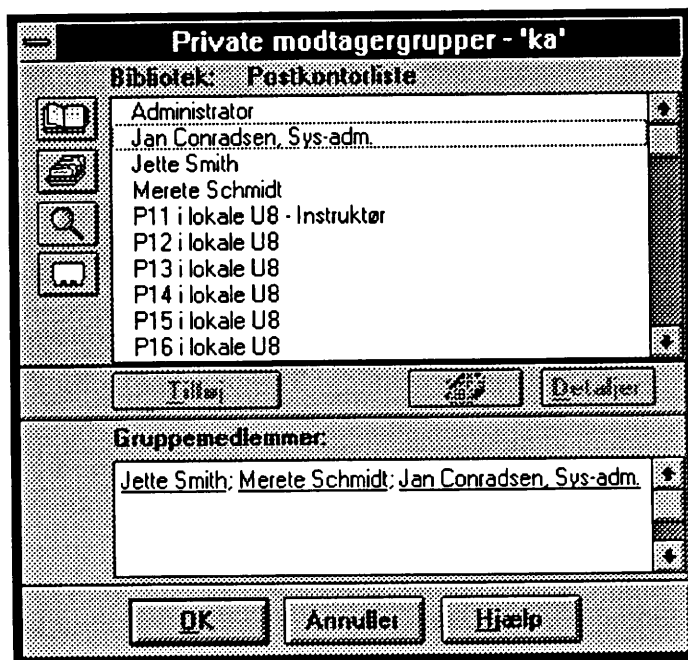 Private modtagergrupper - 'ka'
Bibliotek: Postkontorliste
Administrator
Jan Conradsen, Sys-adm.
Jette Smith
Merete Schmidt
P11 i lokale U8 - Instruktør
P12 i lokale U8
P13 i lokale U8
P14 i lokale U8
P15 i lokale U8
P16 i lokale U8
Tilføj Detaljer
Gruppemedlemmer:
Jette Smith; Merete Schmidt; Jan Conradsen, Sys-adm.
OK Annuller Hjælp